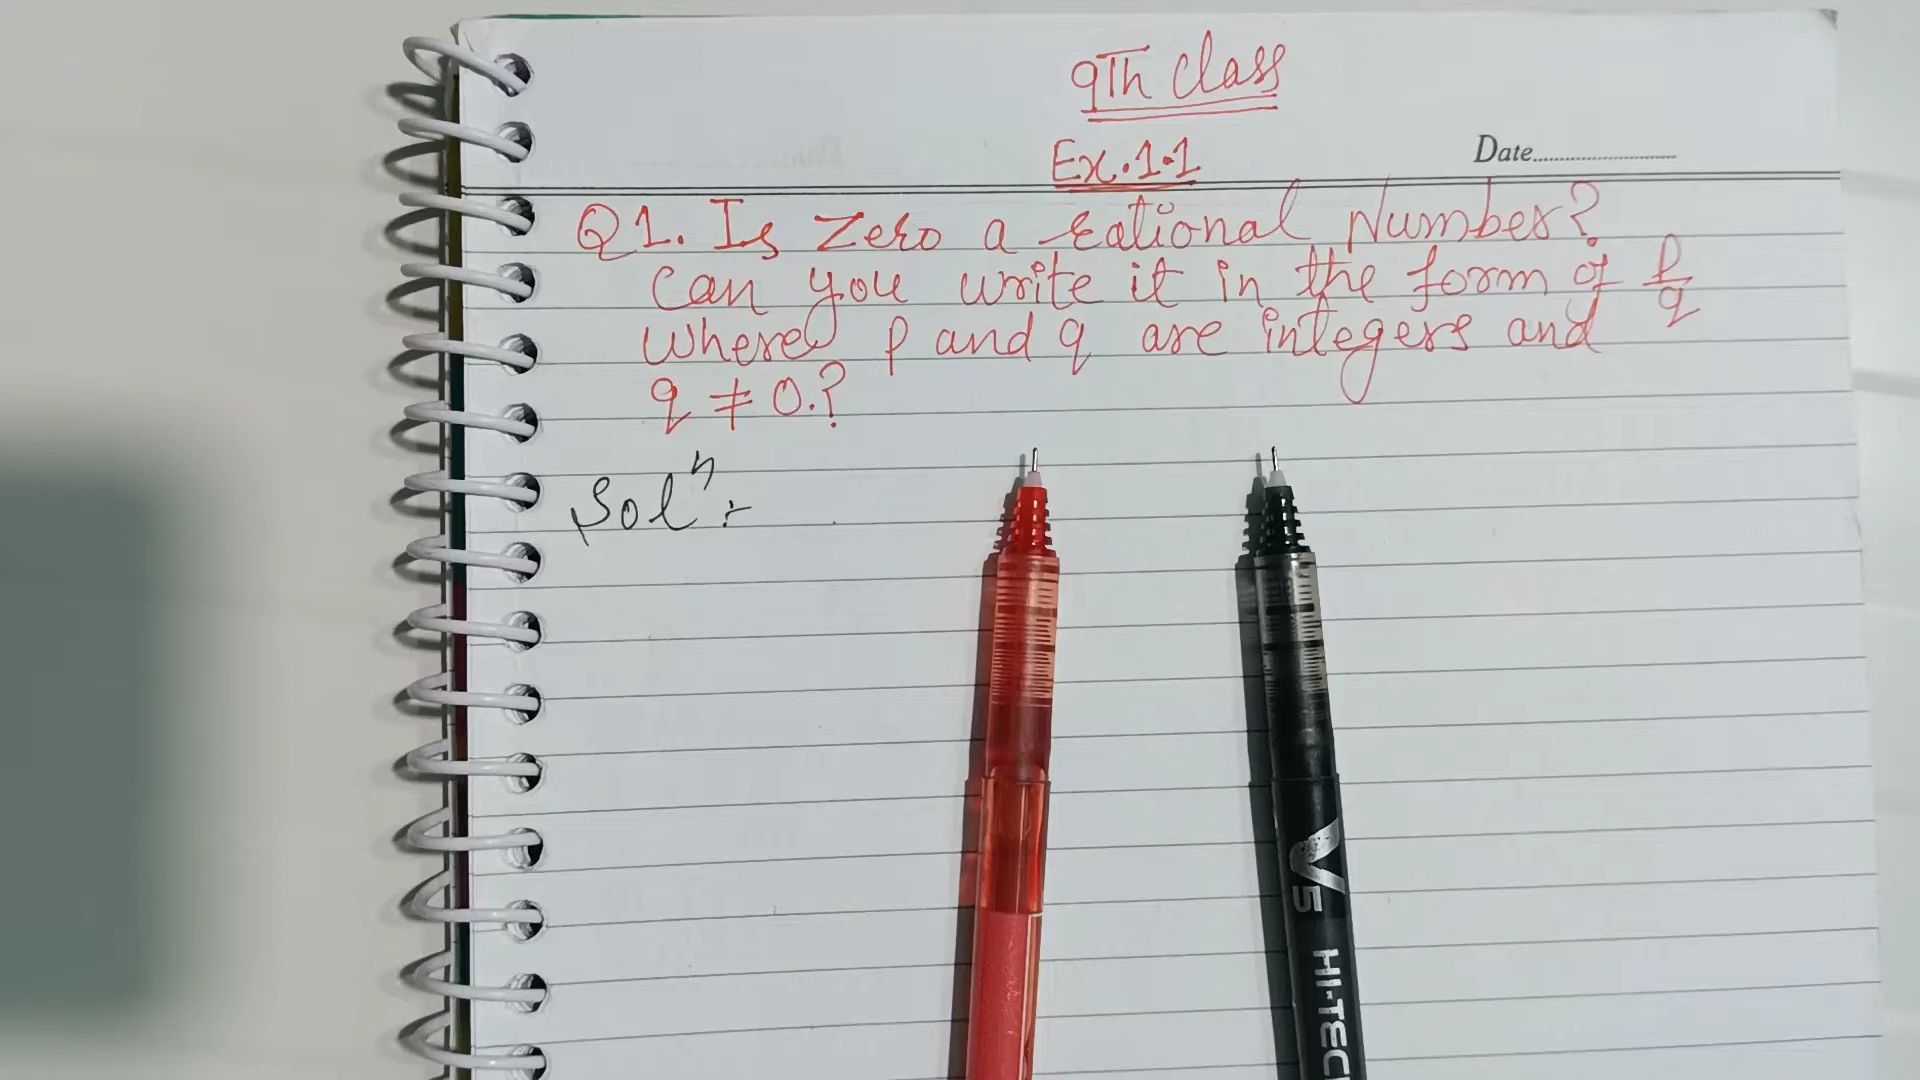 9Th class
Ex.1.1
Date
Q1. Is Zero a rational Number?
Can you write it in the form of p/q
where p and q are integers and
q ≠ 0.?
Solⁿ:-
V5
HI-TEC